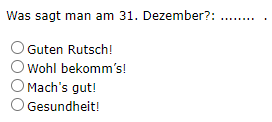 Was sagt man am 31. Dezember?: ........ .
Guten Rutsch!
Wohl bekomm's!
Mach's gut!
Gesundheit!